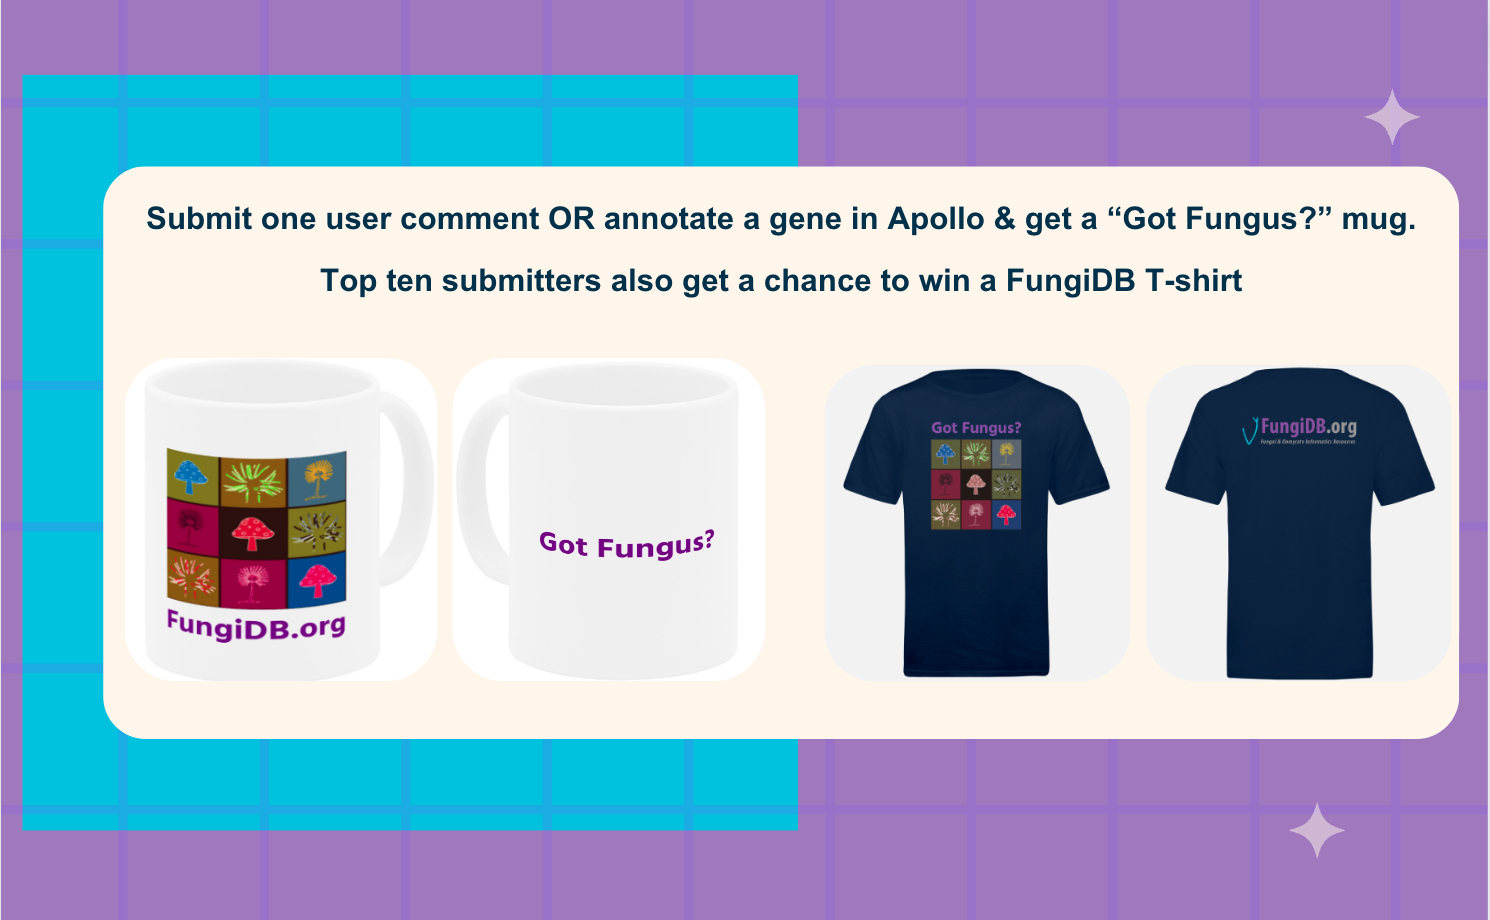 Submit one user comment OR annotate a gene in Apollo & get a “Got Fungus?” mug.
Top ten submitters also get a chance to win a FungiDB T-shirt
FungiDB.org
Got Fungus?
Got Fungus?
FungiDB.org
Fungal & Oomycete Informatics Resources